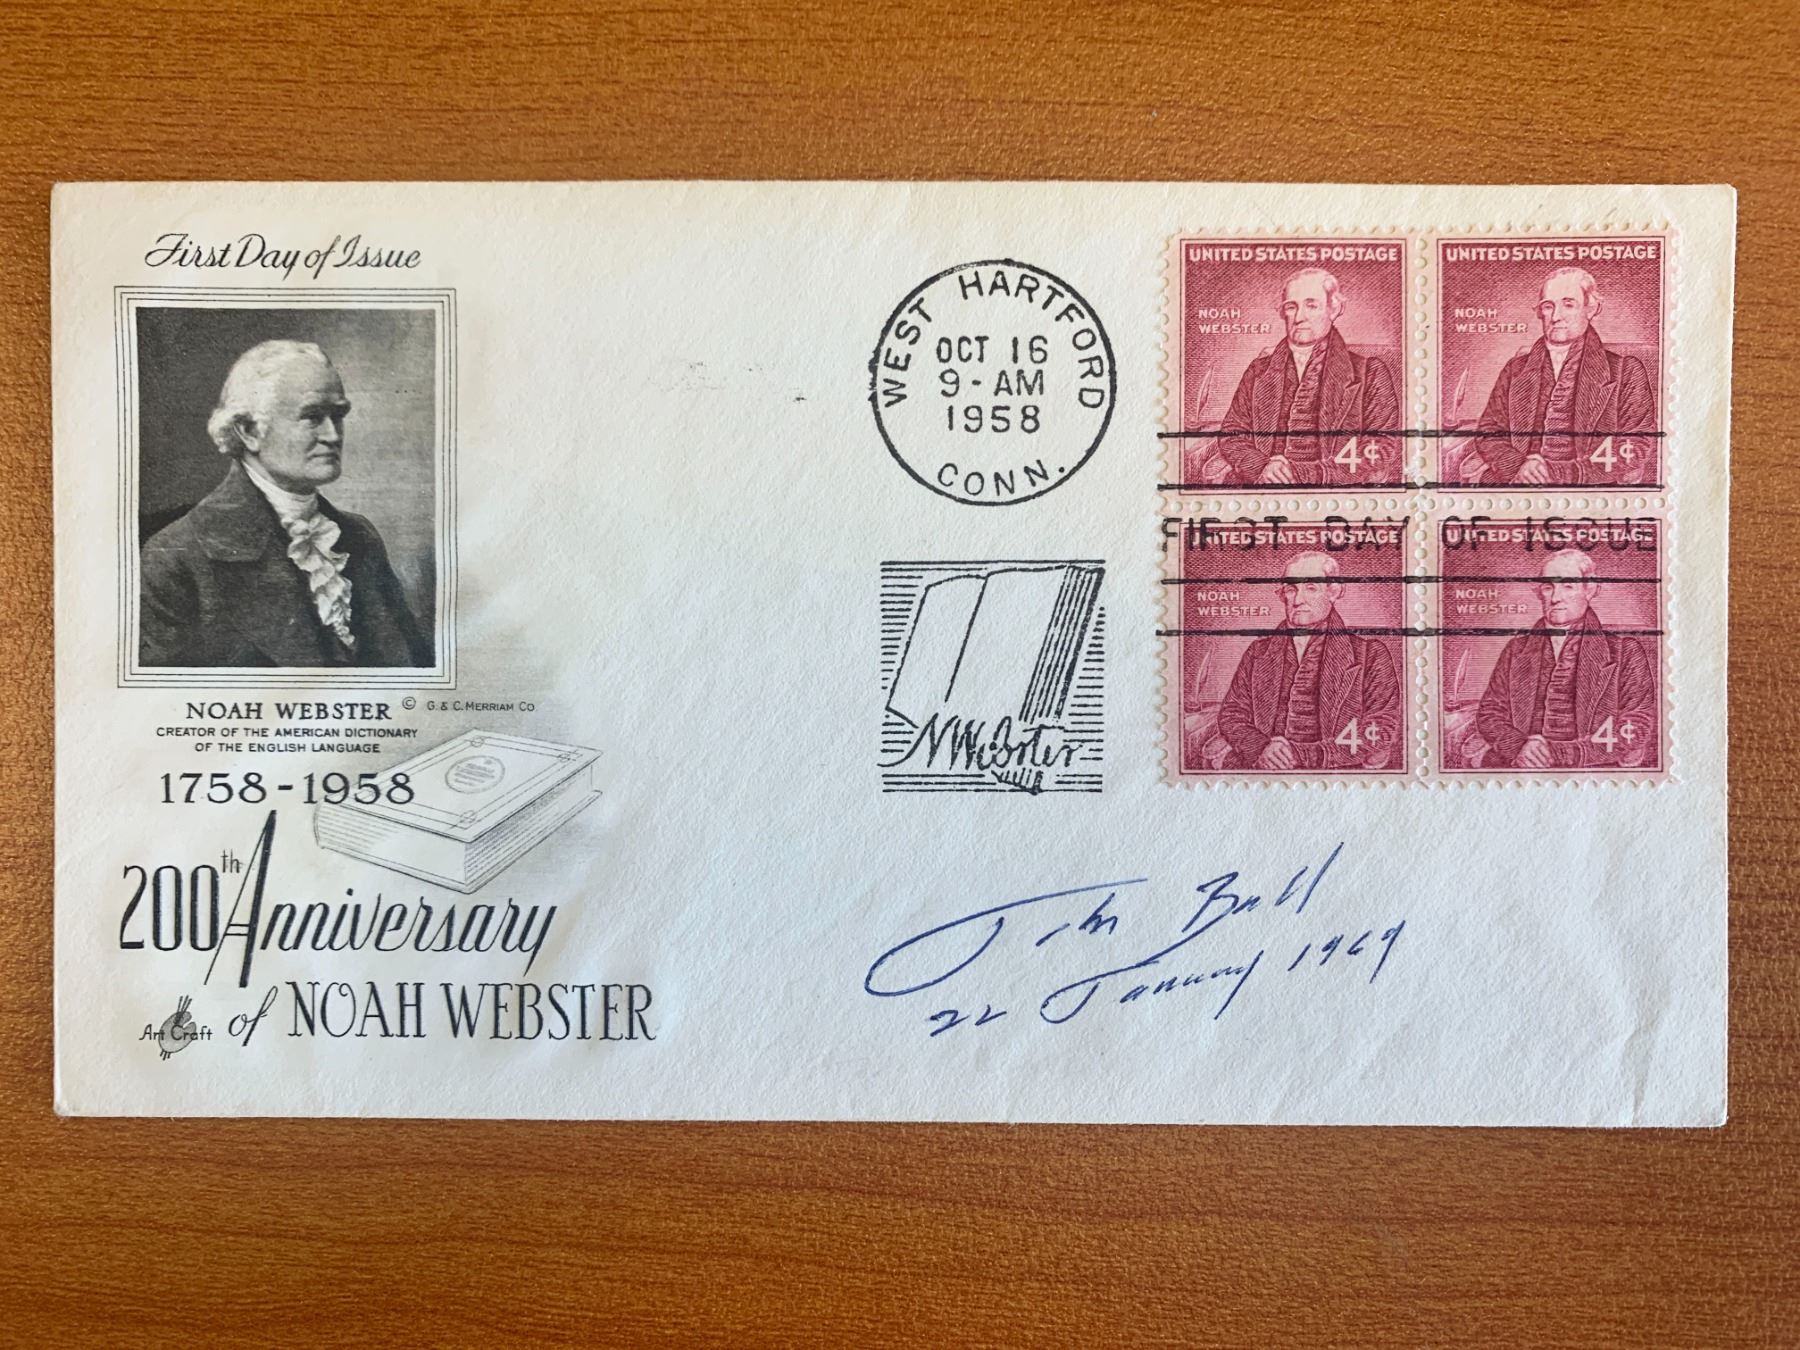 First Day of Issue
NOAH WEBSTER © G. & C. MERRIAM CO
CREATOR OF THE AMERICAN DICTIONARY
OF THE ENGLISH LANGUAGE
1758-1958
200th Anniversary
of NOAH WEBSTER
Art Craft
WEST HARTFORD
OCT 16
9-AM
1958
CONN.
N Webster
UNITED STATES POSTAGE
NOAH
WEBSTER
4¢
UNITED STATES POSTAGE
NOAH
WEBSTER
4¢
FIRST DAY OF ISSUE
UNITED STATES POSTAGE
NOAH
WEBSTER
4¢
UNITED STATES POSTAGE
NOAH
WEBSTER
4¢
John Ball
22 January 1969